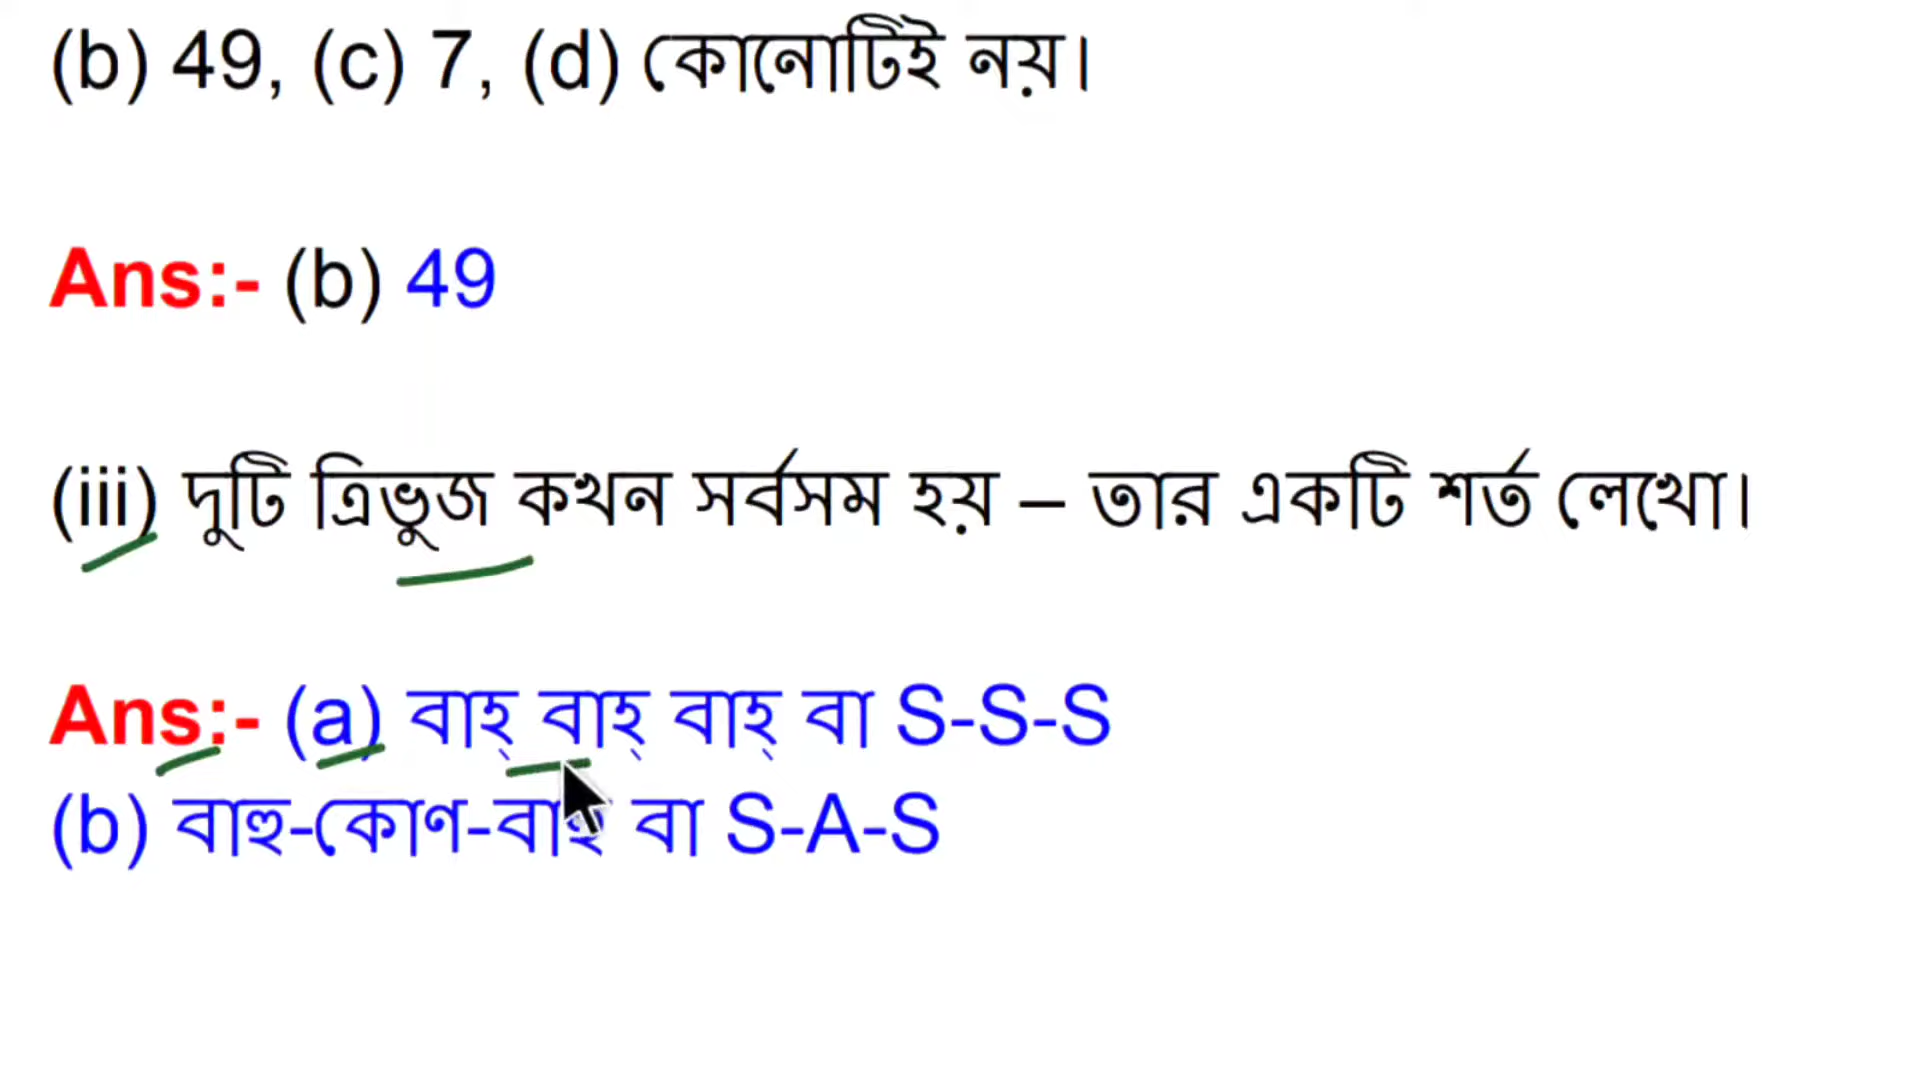 (b) 49, (c) 7, (d) কোনোটিই নয়।
Ans:- (b) 49
(iii) দুটি ত্রিভুজ কখন সর্বসম হয় – তার একটি শর্ত লেখো।
Ans:- (a) বাহ্ বাহ্ বাহ্ বা S-S-S
(b) বাহু-কোণ-বাহু বা S-A-S